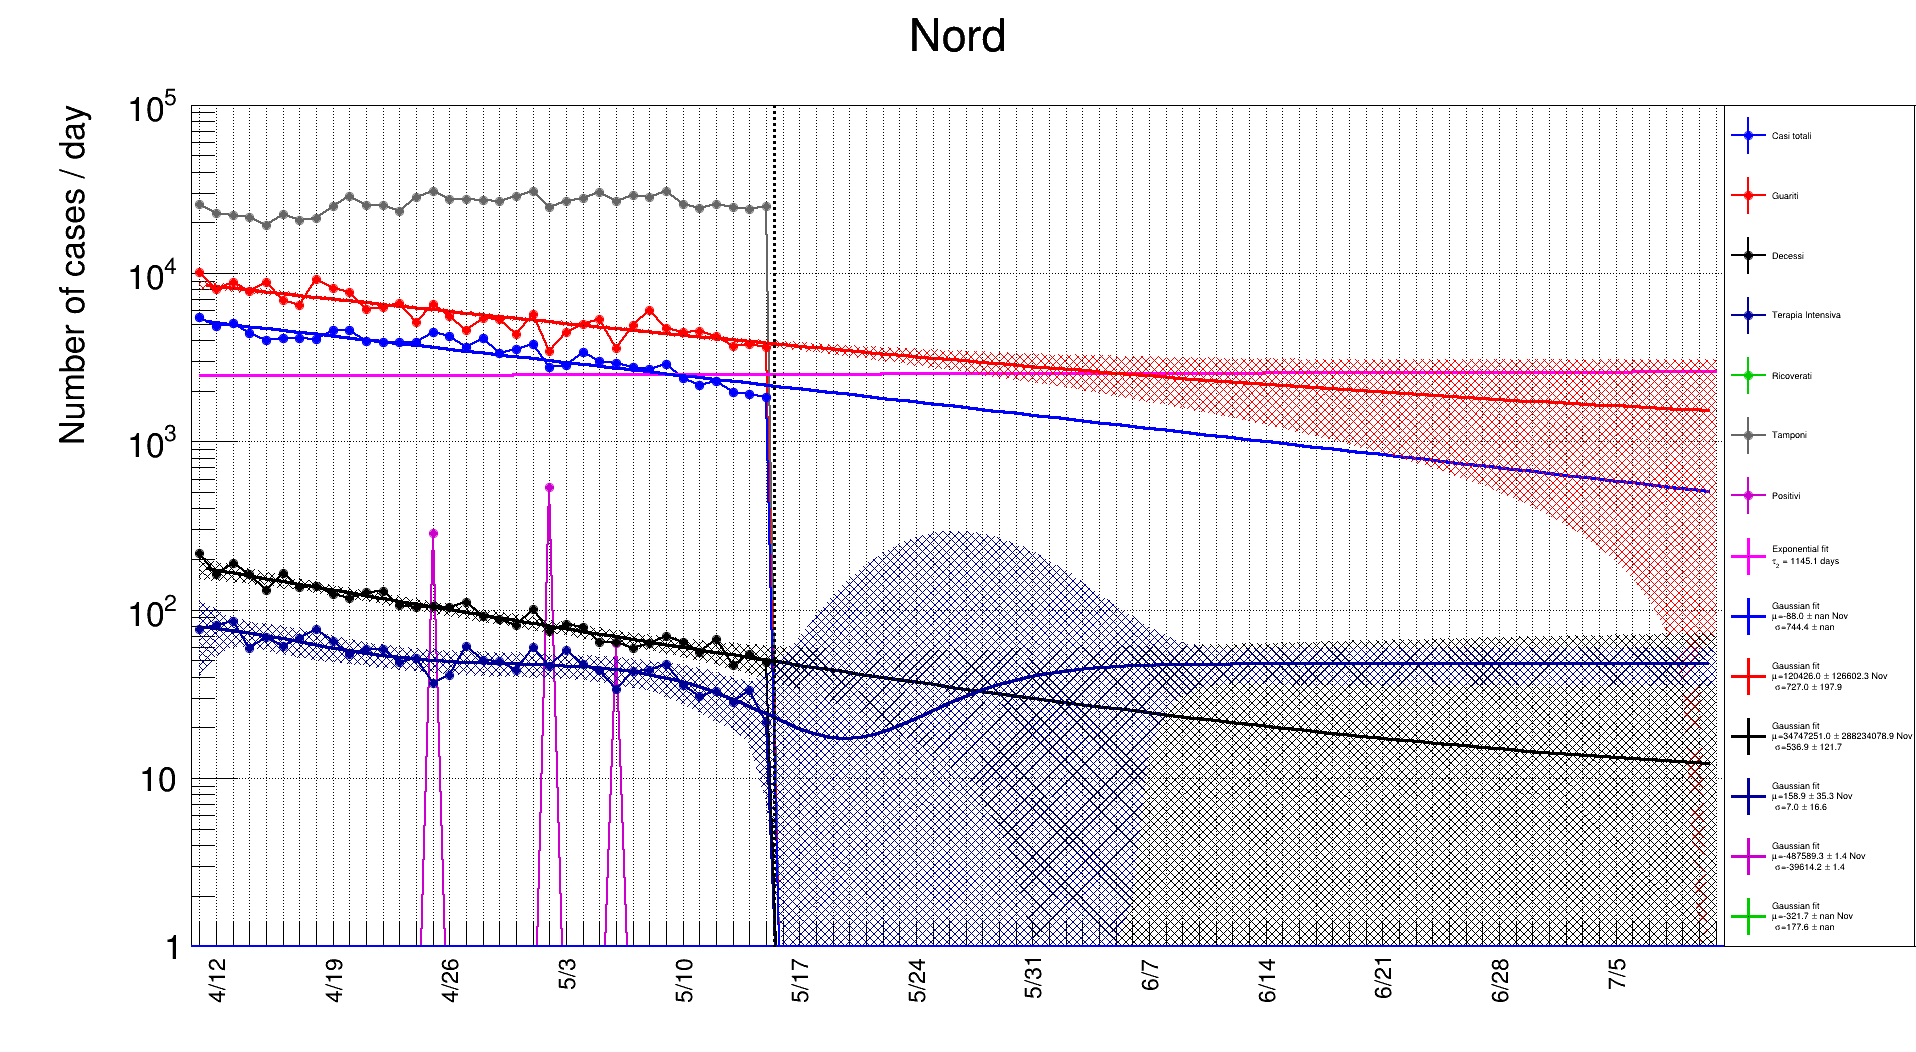 Nord
Number of cases / day
10^5
10^4
10^3
10^2
10
1
4/12
4/19
4/26
5/3
5/10
5/17
5/24
5/31
6/7
6/14
6/21
6/28
7/5
Casi totali
Guariti
Decessi
Terapia Intensiva
Ricoverati
Tamponi
Positivi
Exponential fit
τ_2 = 1145.1 days
Gaussian fit
μ=-88.0 ± nan Nov
σ=744.4 ± nan
Gaussian fit
μ=120426.0 ± 126602.3 Nov
σ=727.0 ± 197.9
Gaussian fit
μ=34747251.0 ± 288234078.9 Nov
σ=536.9 ± 121.7
Gaussian fit
μ=158.9 ± 35.3 Nov
σ=7.0 ± 16.6
Gaussian fit
μ=-487589.3 ± 1.4 Nov
σ=-39614.2 ± 1.4
Gaussian fit
μ=-321.7 ± nan Nov
σ=177.6 ± nan